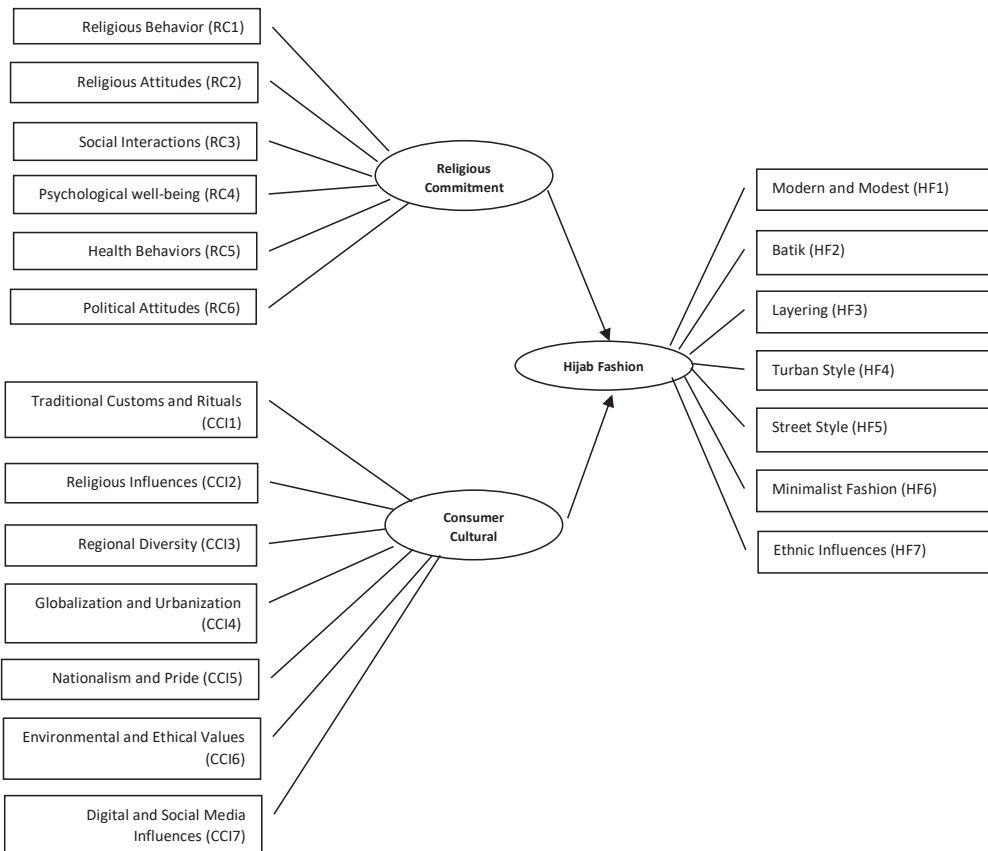 Religious Behavior (RC1)
Religious Attitudes (RC2)
Social Interactions (RC3)
Psychological well-being (RC4)
Health Behaviors (RC5)
Political Attitudes (RC6)
Religious
Commitment
Traditional Customs and Rituals
(CCI1)
Religious Influences (CCI2)
Regional Diversity (CCI3)
Globalization and Urbanization
(CCI4)
Nationalism and Pride (CCI5)
Environmental and Ethical Values
(CCI6)
Digital and Social Media
Influences (CCI7)
Consumer
Cultural
Hijab Fashion
Modern and Modest (HF1)
Batik (HF2)
Layering (HF3)
Turban Style (HF4)
Street Style (HF5)
Minimalist Fashion (HF6)
Ethnic Influences (HF7)